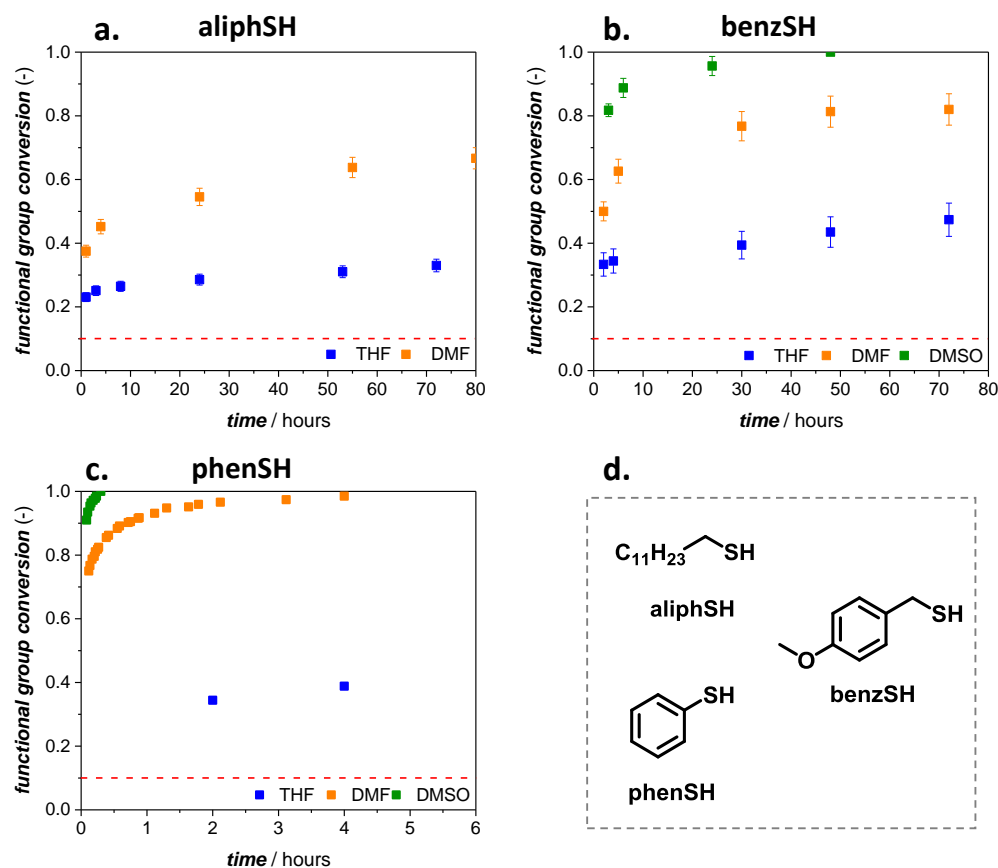 a. aliphSH
functional group conversion (-)
1.0
0.8
0.6
0.4
0.2
0.0
THF DMF
0 10 20 30 40 50 60 70 80
time / hours
b. benzSH
functional group conversion (-)
1.0
0.8
0.6
0.4
0.2
0.0
THF DMF DMSO
0 10 20 30 40 50 60 70 80
time / hours
c. phenSH
functional group conversion (-)
1.0
0.8
0.6
0.4
0.2
0.0
THF DMF DMSO
0 1 2 3 4 5 6
time / hours
d.
C11H23 SH
aliphSH
SH
O
benzSH
SH
phenSH